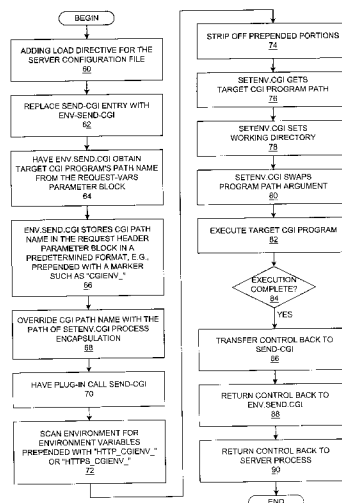 BEGIN
ADDING LOAD DIRECTIVE FOR THE
SERVER CONFIGURATION FILE
60
REPLACE SEND-CGI ENTRY WITH
ENV-SEND-CGI
62
HAVE ENV.SEND.CGI OBTAIN
TARGET CGI PROGRAM'S PATH NAME
FROM THE REQUEST-VARS
PARAMETER BLOCK
64
ENV.SEND.CGI STORES CGI PATH
NAME IN THE REQUEST HEADER
PARAMETER BLOCK IN A
PREDETERMINED FORMAT, E.G.,
PREPENDED WITH A MARKER
SUCH AS "CGIENV_"
66
OVERRIDE CGI PATH NAME WITH THE
PATH OF SETENV.CGI PROCESS
ENCAPSULATION
68
HAVE PLUG-IN CALL SEND-CGI
70
SCAN ENVIRONMENT FOR
ENVIRONMENT VARIABLES
PREPENDED WITH "HTTP_CGIENV_"
OR "HTTPS_CGIENV_"
72
STRIP OFF PREPENDED PORTIONS
74
SETENV.CGI GETS
TARGET CGI PROGRAM PATH
76
SETENV.CGI SETS
WORKING DIRECTORY
78
SETENV.CGI SWAPS
PROGRAM PATH ARGUMENT
80
EXECUTE TARGET CGI PROGRAM
82
EXECUTION
COMPLETE?
84
YES
TRANSFER CONTROL BACK TO
SEND-CGI
86
RETURN CONTROL BACK TO
ENV.SEND.CGI
88
RETURN CONTROL BACK TO
SERVER PROCESS
90
END